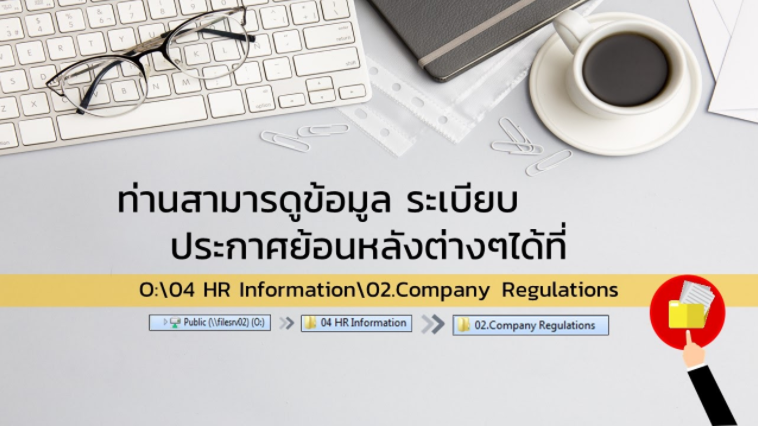 ท่านสามารดูข้อมูล ระเบียบ
ประกาศย้อนหลังต่างๆได้ที่
O:\04 HR Information\02.Company Regulations
Public (\\filesrv02) (O:) 04 HR Information 02.Company Regulations